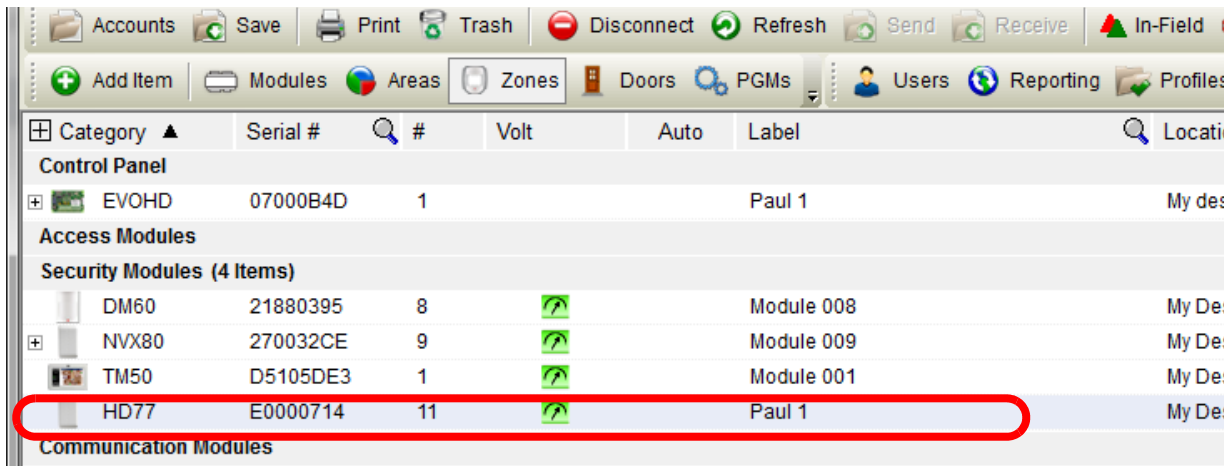 Accounts Save Print Trash Disconnect Refresh Send Receive In-Field
Add Item Modules Areas Zones Doors PGMs Users Reporting Profiles
Category Serial # # Volt Auto Label Locati
Control Panel
EVOHD 07000B4D 1 Paul 1 My des
Access Modules
Security Modules (4 Items)
DM60 21880395 8 Module 008 My Des
NVX80 270032CE 9 Module 009 My Des
TM50 D5105DE3 1 Module 001 My Des
HD77 E0000714 11 Paul 1 My Des
Communication Modules